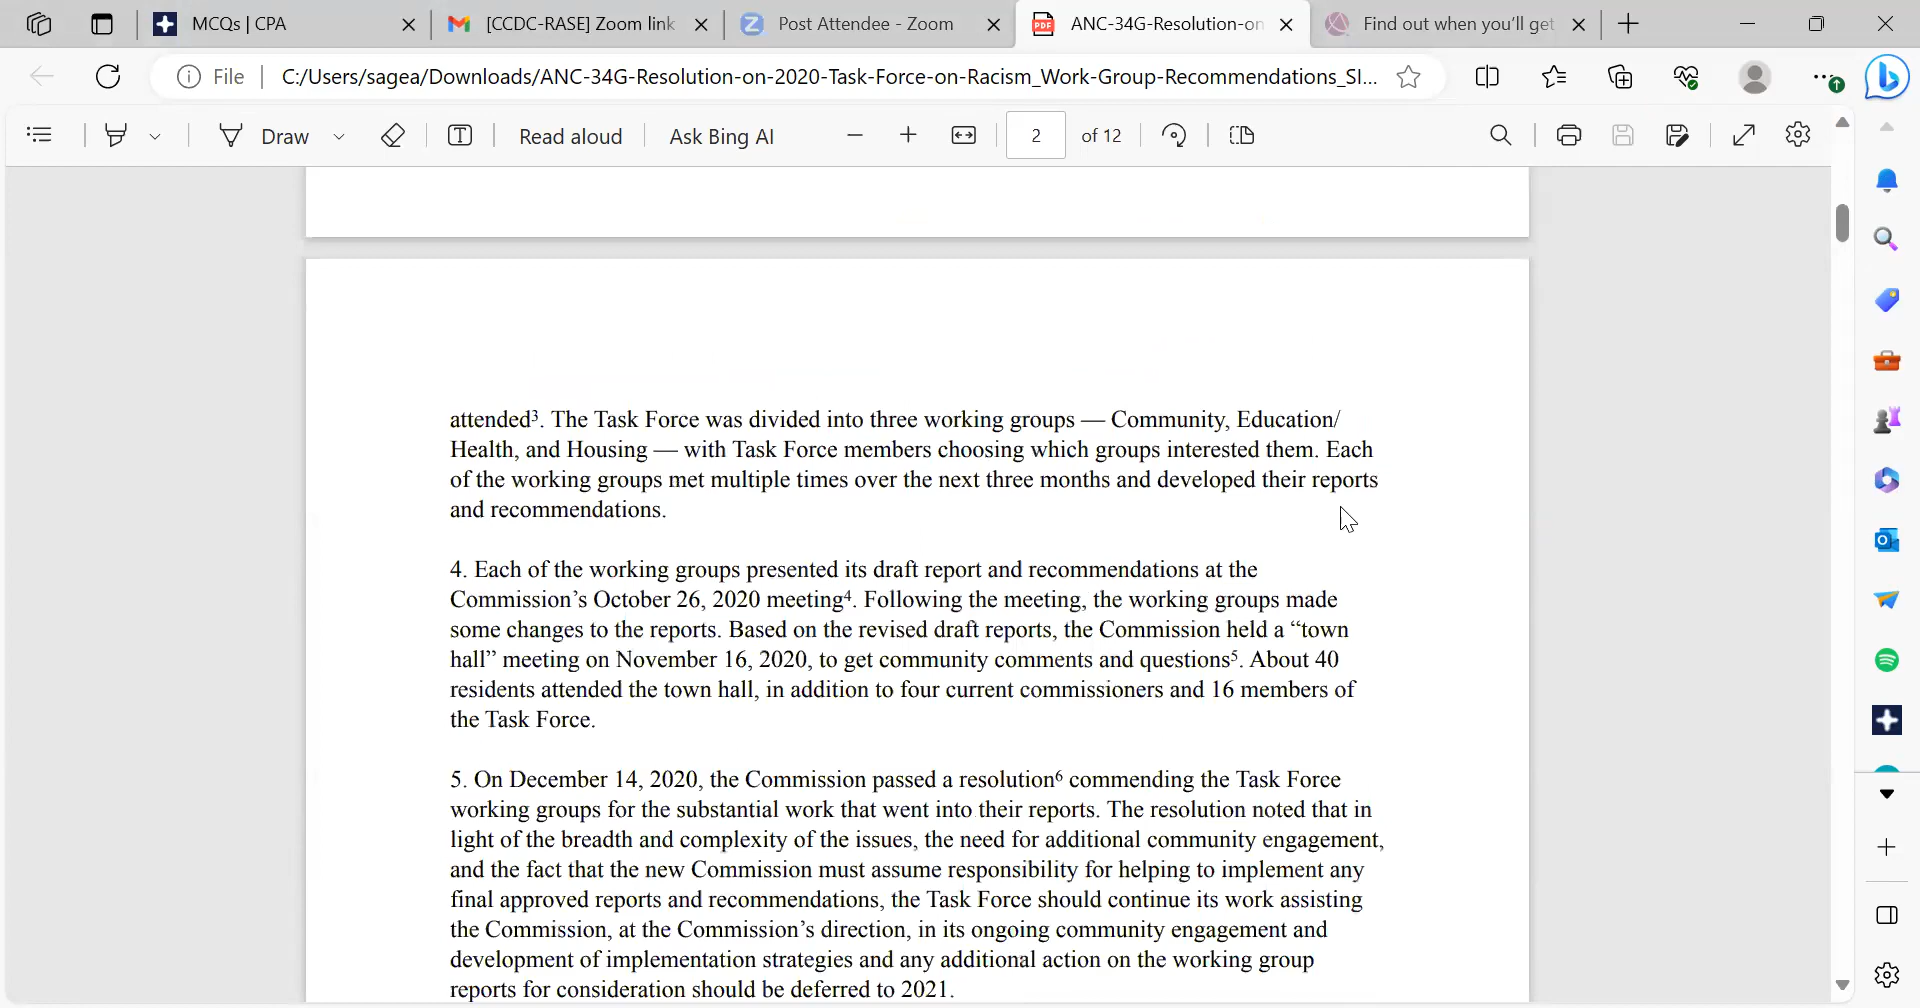 MCQs | CPA
[CCDC-RASE] Zoom link
Post Attendee - Zoom
ANC-34G-Resolution-on
Find out when you'll get
File
C:/Users/sagea/Downloads/ANC-34G-Resolution-on-2020-Task-Force-on-Racism_Work-Group-Recommendations_SI...
Draw
Read aloud
Ask Bing AI
2 of 12
attended³. The Task Force was divided into three working groups — Community, Education/
Health, and Housing — with Task Force members choosing which groups interested them. Each
of the working groups met multiple times over the next three months and developed their reports
and recommendations.
4. Each of the working groups presented its draft report and recommendations at the
Commission’s October 26, 2020 meeting⁴. Following the meeting, the working groups made
some changes to the reports. Based on the revised draft reports, the Commission held a “town
hall” meeting on November 16, 2020, to get community comments and questions⁵. About 40
residents attended the town hall, in addition to four current commissioners and 16 members of
the Task Force.
5. On December 14, 2020, the Commission passed a resolution⁶ commending the Task Force
working groups for the substantial work that went into their reports. The resolution noted that in
light of the breadth and complexity of the issues, the need for additional community engagement,
and the fact that the new Commission must assume responsibility for helping to implement any
final approved reports and recommendations, the Task Force should continue its work assisting
the Commission, at the Commission’s direction, in its ongoing community engagement and
development of implementation strategies and any additional action on the working group
reports for consideration should be deferred to 2021.